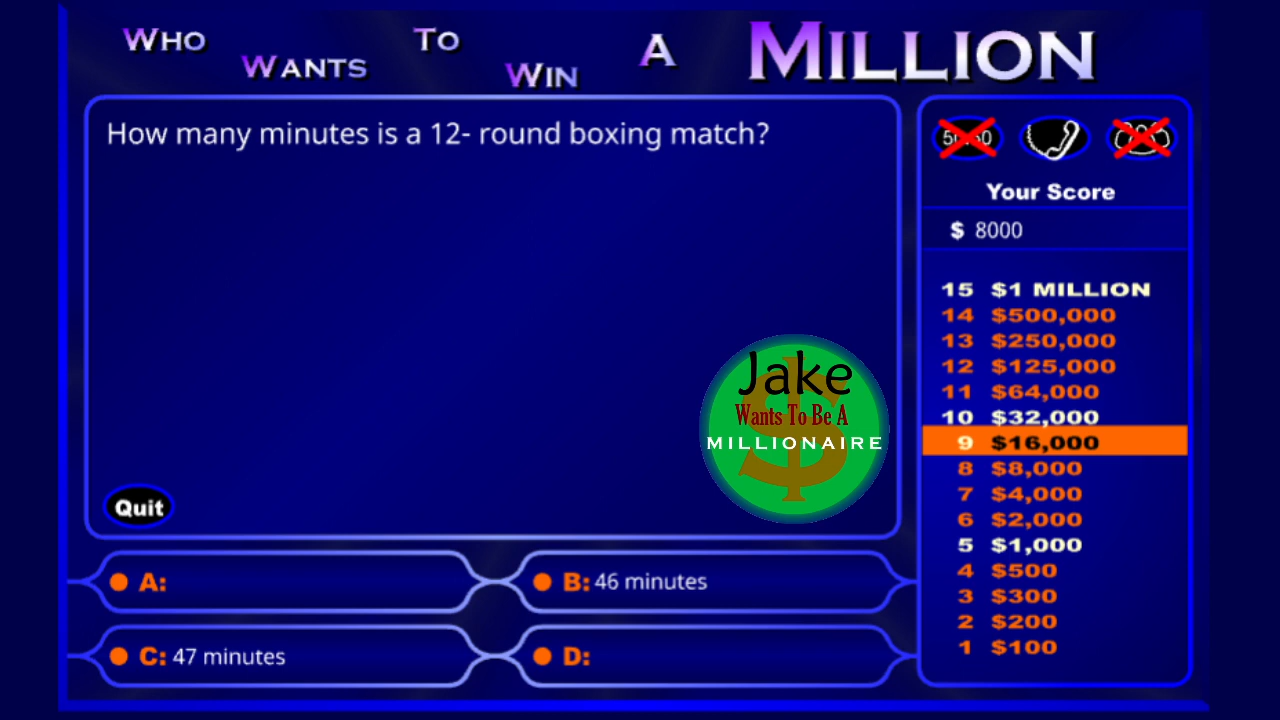 WHO WANTS TO WIN A MILLION
How many minutes is a 12- round boxing match?
50:50
Your Score
$ 8000
15 $1 MILLION
14 $500,000
13 $250,000
12 $125,000
11 $64,000
10 $32,000
9 $16,000
8 $8,000
7 $4,000
6 $2,000
5 $1,000
4 $500
3 $300
2 $200
1 $100
Jake
Wants To Be A
MILLIONAIRE
$
Quit
A:
B: 46 minutes
C: 47 minutes
D: